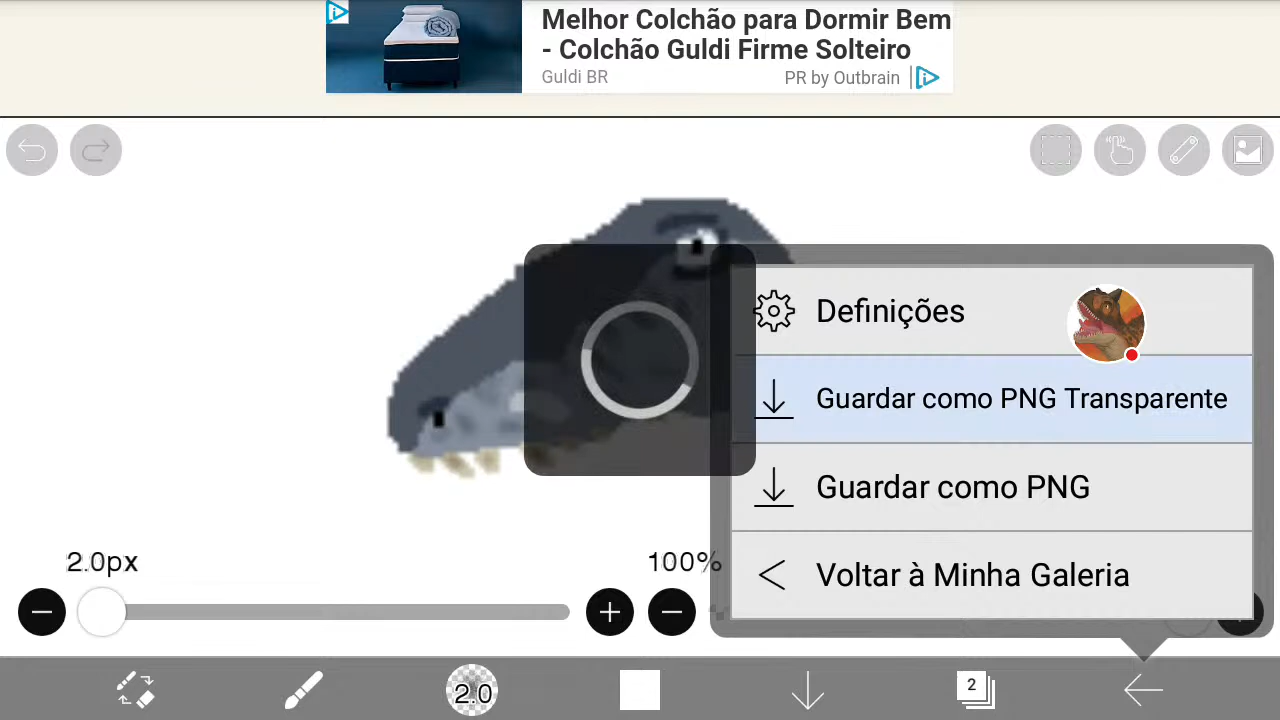 Melhor Colchão para Dormir Bem
- Colchão Guldi Firme Solteiro
Guldi BR
PR by Outbrain
Definições
Guardar como PNG Transparente
Guardar como PNG
Voltar à Minha Galeria
2.0px
100%
2.0
2